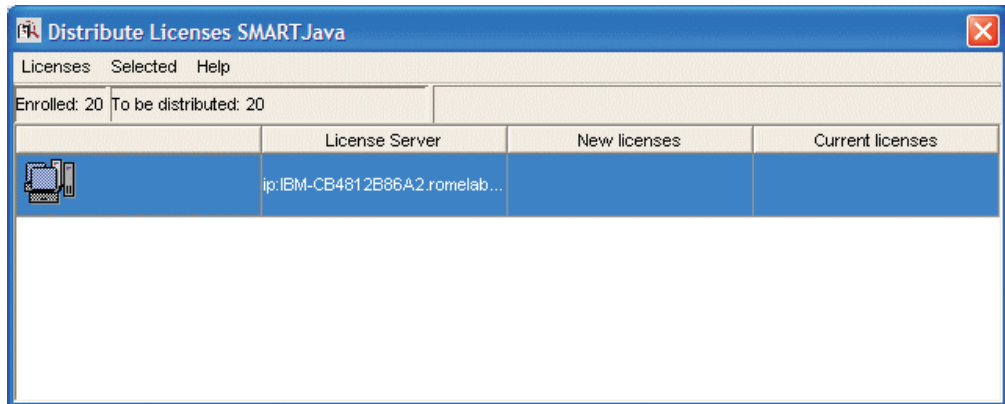 Distribute Licenses SMARTJava
Licenses Selected Help
Enrolled: 20 To be distributed: 20
License Server New licenses Current licenses
ip:IBM-CB4812B86A2.romelab...